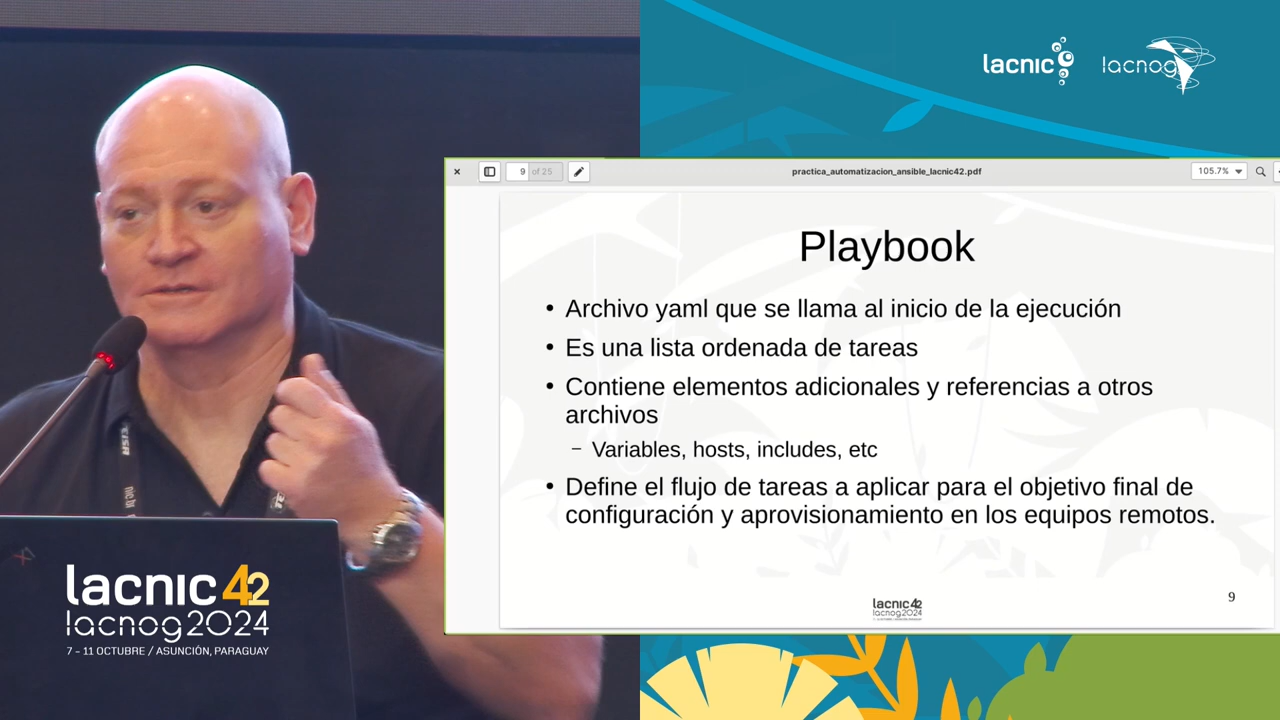 lacnic
lacnog
9 of 25
practica_automatizacion_ansible_lacnic42.pdf
105.7%
Playbook
• Archivo yaml que se llama al inicio de la ejecución
• Es una lista ordenada de tareas
• Contiene elementos adicionales y referencias a otros
archivos
– Variables, hosts, includes, etc
• Define el flujo de tareas a aplicar para el objetivo final de
configuración y aprovisionamiento en los equipos remotos.
lacnic42
lacnog2024
9
nic.br
lacnic42
lacnog2024
7 - 11 OCTUBRE / ASUNCIÓN, PARAGUAY